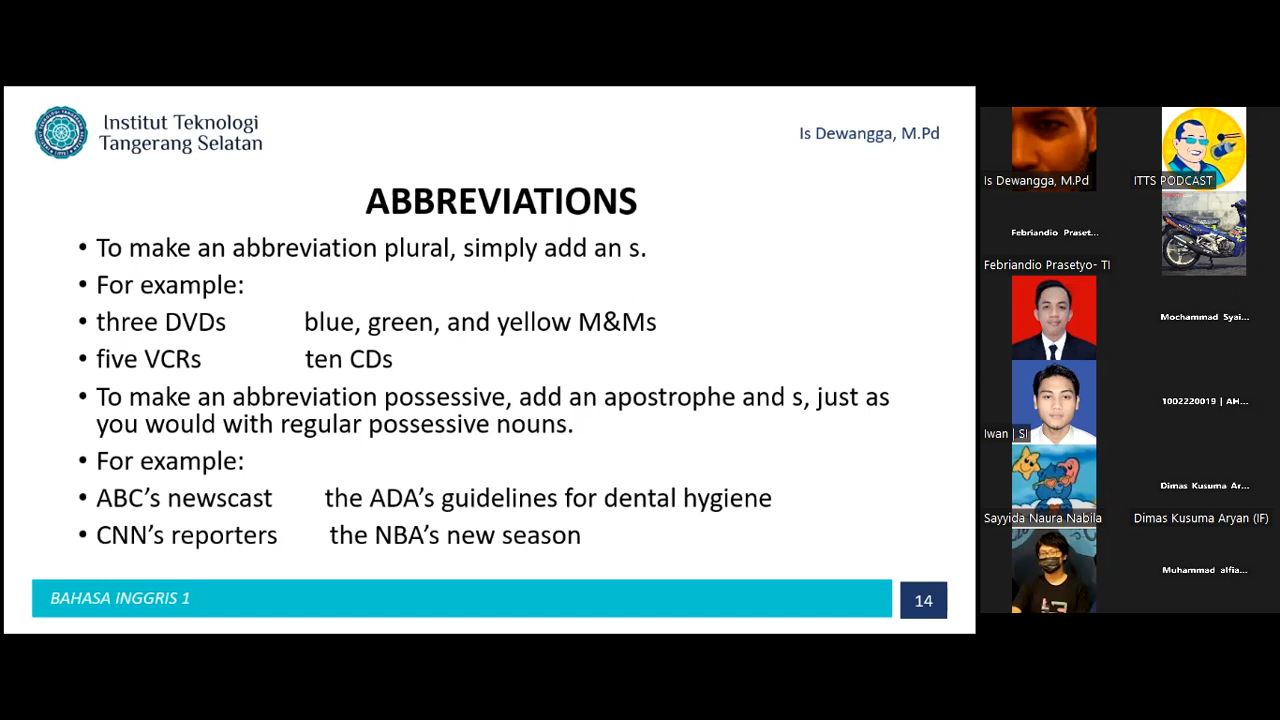 Institut Teknologi
Tangerang Selatan
Is Dewangga, M.Pd
ABBREVIATIONS
• To make an abbreviation plural, simply add an s.
• For example:
• three DVDs blue, green, and yellow M&Ms
• five VCRs ten CDs
• To make an abbreviation possessive, add an apostrophe and s, just as
you would with regular possessive nouns.
• For example:
• ABC’s newscast the ADA’s guidelines for dental hygiene
• CNN’s reporters the NBA’s new season
BAHASA INGGRIS 1
14
Is Dewangga, M.Pd
ITTS PODCAST
Febriandio Praset...
Febriandio Prasetyo- TI
Mochammad Syai...
1002220019 | AH...
Iwan | SI
Dimas Kusuma Ar...
Sayyida Naura Nabila
Dimas Kusuma Aryan (IF)
Muhammad alfia...